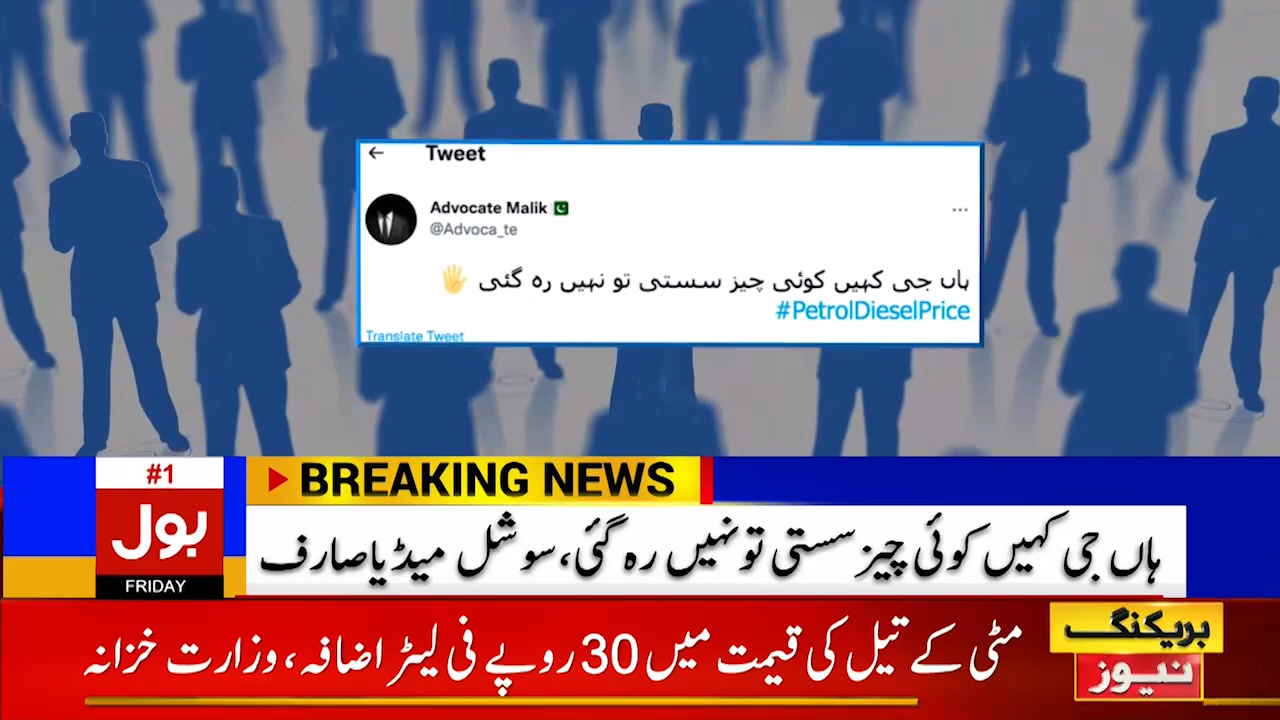 Tweet
Advocate Malik
@Advoca_te
ہاں جی کہیں کوئی چیز سستی تو نہیں رہ گئی
#PetrolDieselPrice
Translate Tweet
#1
بول
FRIDAY
BREAKING NEWS
ہاں جی کہیں کوئی چیز سستی تو نہیں رہ گئی، سوشل میڈیا صارف
بریکنگ
نیوز
مٹی کے تیل کی قیمت میں 30 روپے فی لیٹر اضافہ، وزارت خزانہ